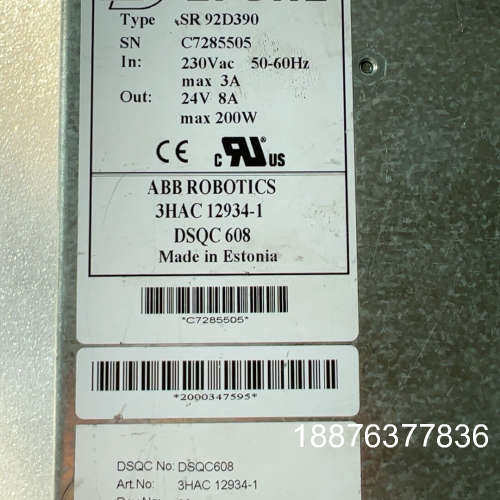 Type SR 92D390
SN C7285505
In: 230Vac 50-60Hz
max 3A
Out: 24V 8A
max 200W
CE c RU US
ABB ROBOTICS
3HAC 12934-1
DSQC 608
Made in Estonia
*C7285505*
*2000347595*
18876377836
DSQC No: DSQC608
Art.No: 3HAC 12934-1